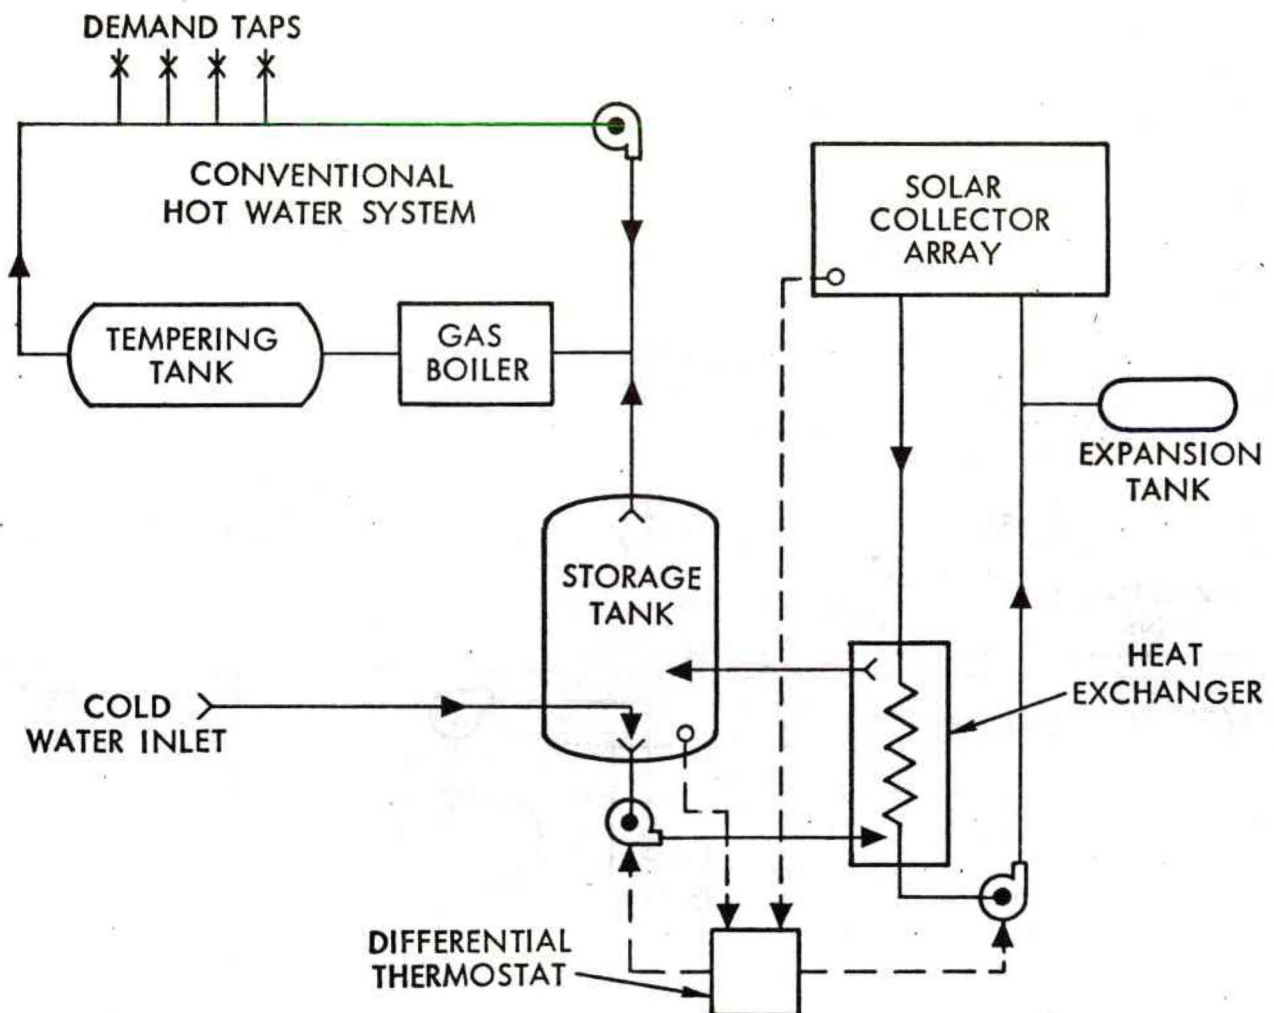 DEMAND TAPS
CONVENTIONAL
HOT WATER SYSTEM
SOLAR
COLLECTOR
ARRAY
TEMPERING
TANK
GAS
BOILER
EXPANSION
TANK
STORAGE
TANK
HEAT
EXCHANGER
COLD
WATER INLET
DIFFERENTIAL
THERMOSTAT